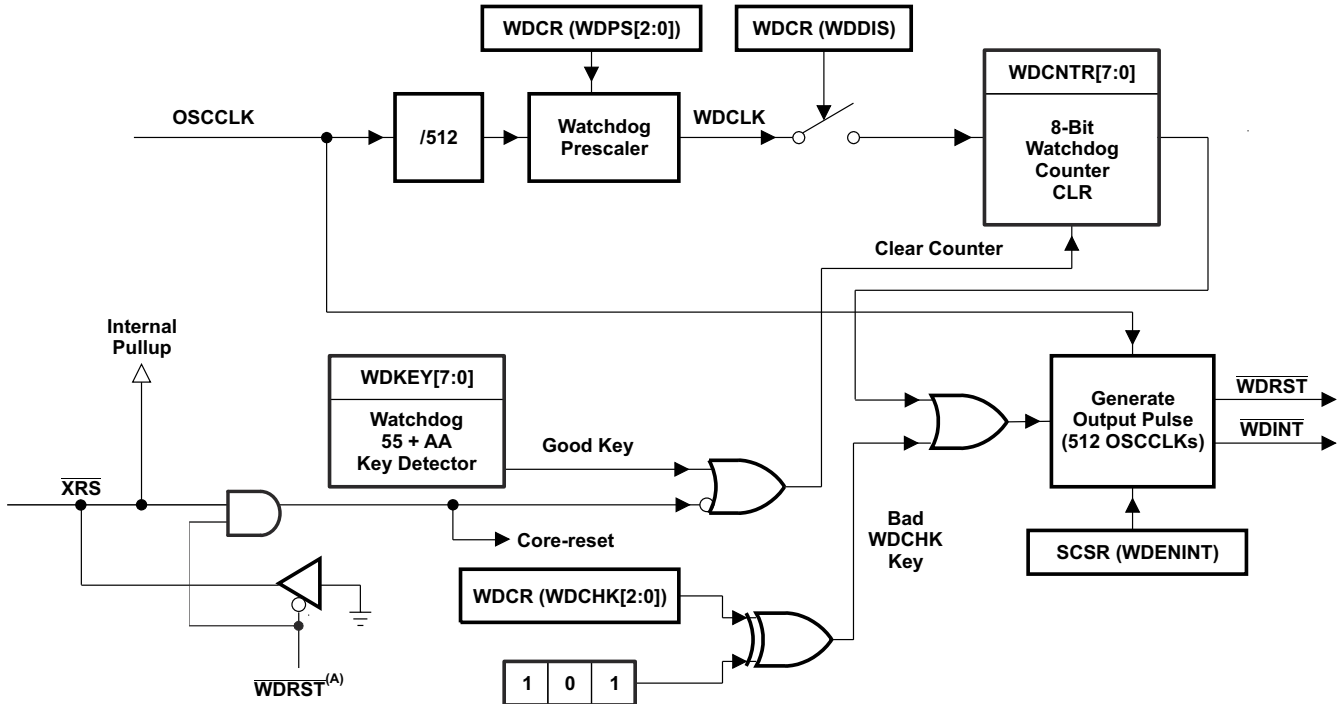 WDCR (WDPS[2:0])
WDCR (WDDIS)
WDCNTR[7:0]
OSCCLK
/512
Watchdog
Prescaler
WDCLK
8-Bit
Watchdog
Counter
CLR
Clear Counter
Internal
Pullup
WDKEY[7:0]
Watchdog
55 + AA
Key Detector
Good Key
Generate
Output Pulse
(512 OSCCLKs)
WDRST
WDINT
XRS
Core-reset
Bad
WDCHK
Key
SCSR (WDENINT)
WDCR (WDCHK[2:0])
WDRST(A)
1 0 1